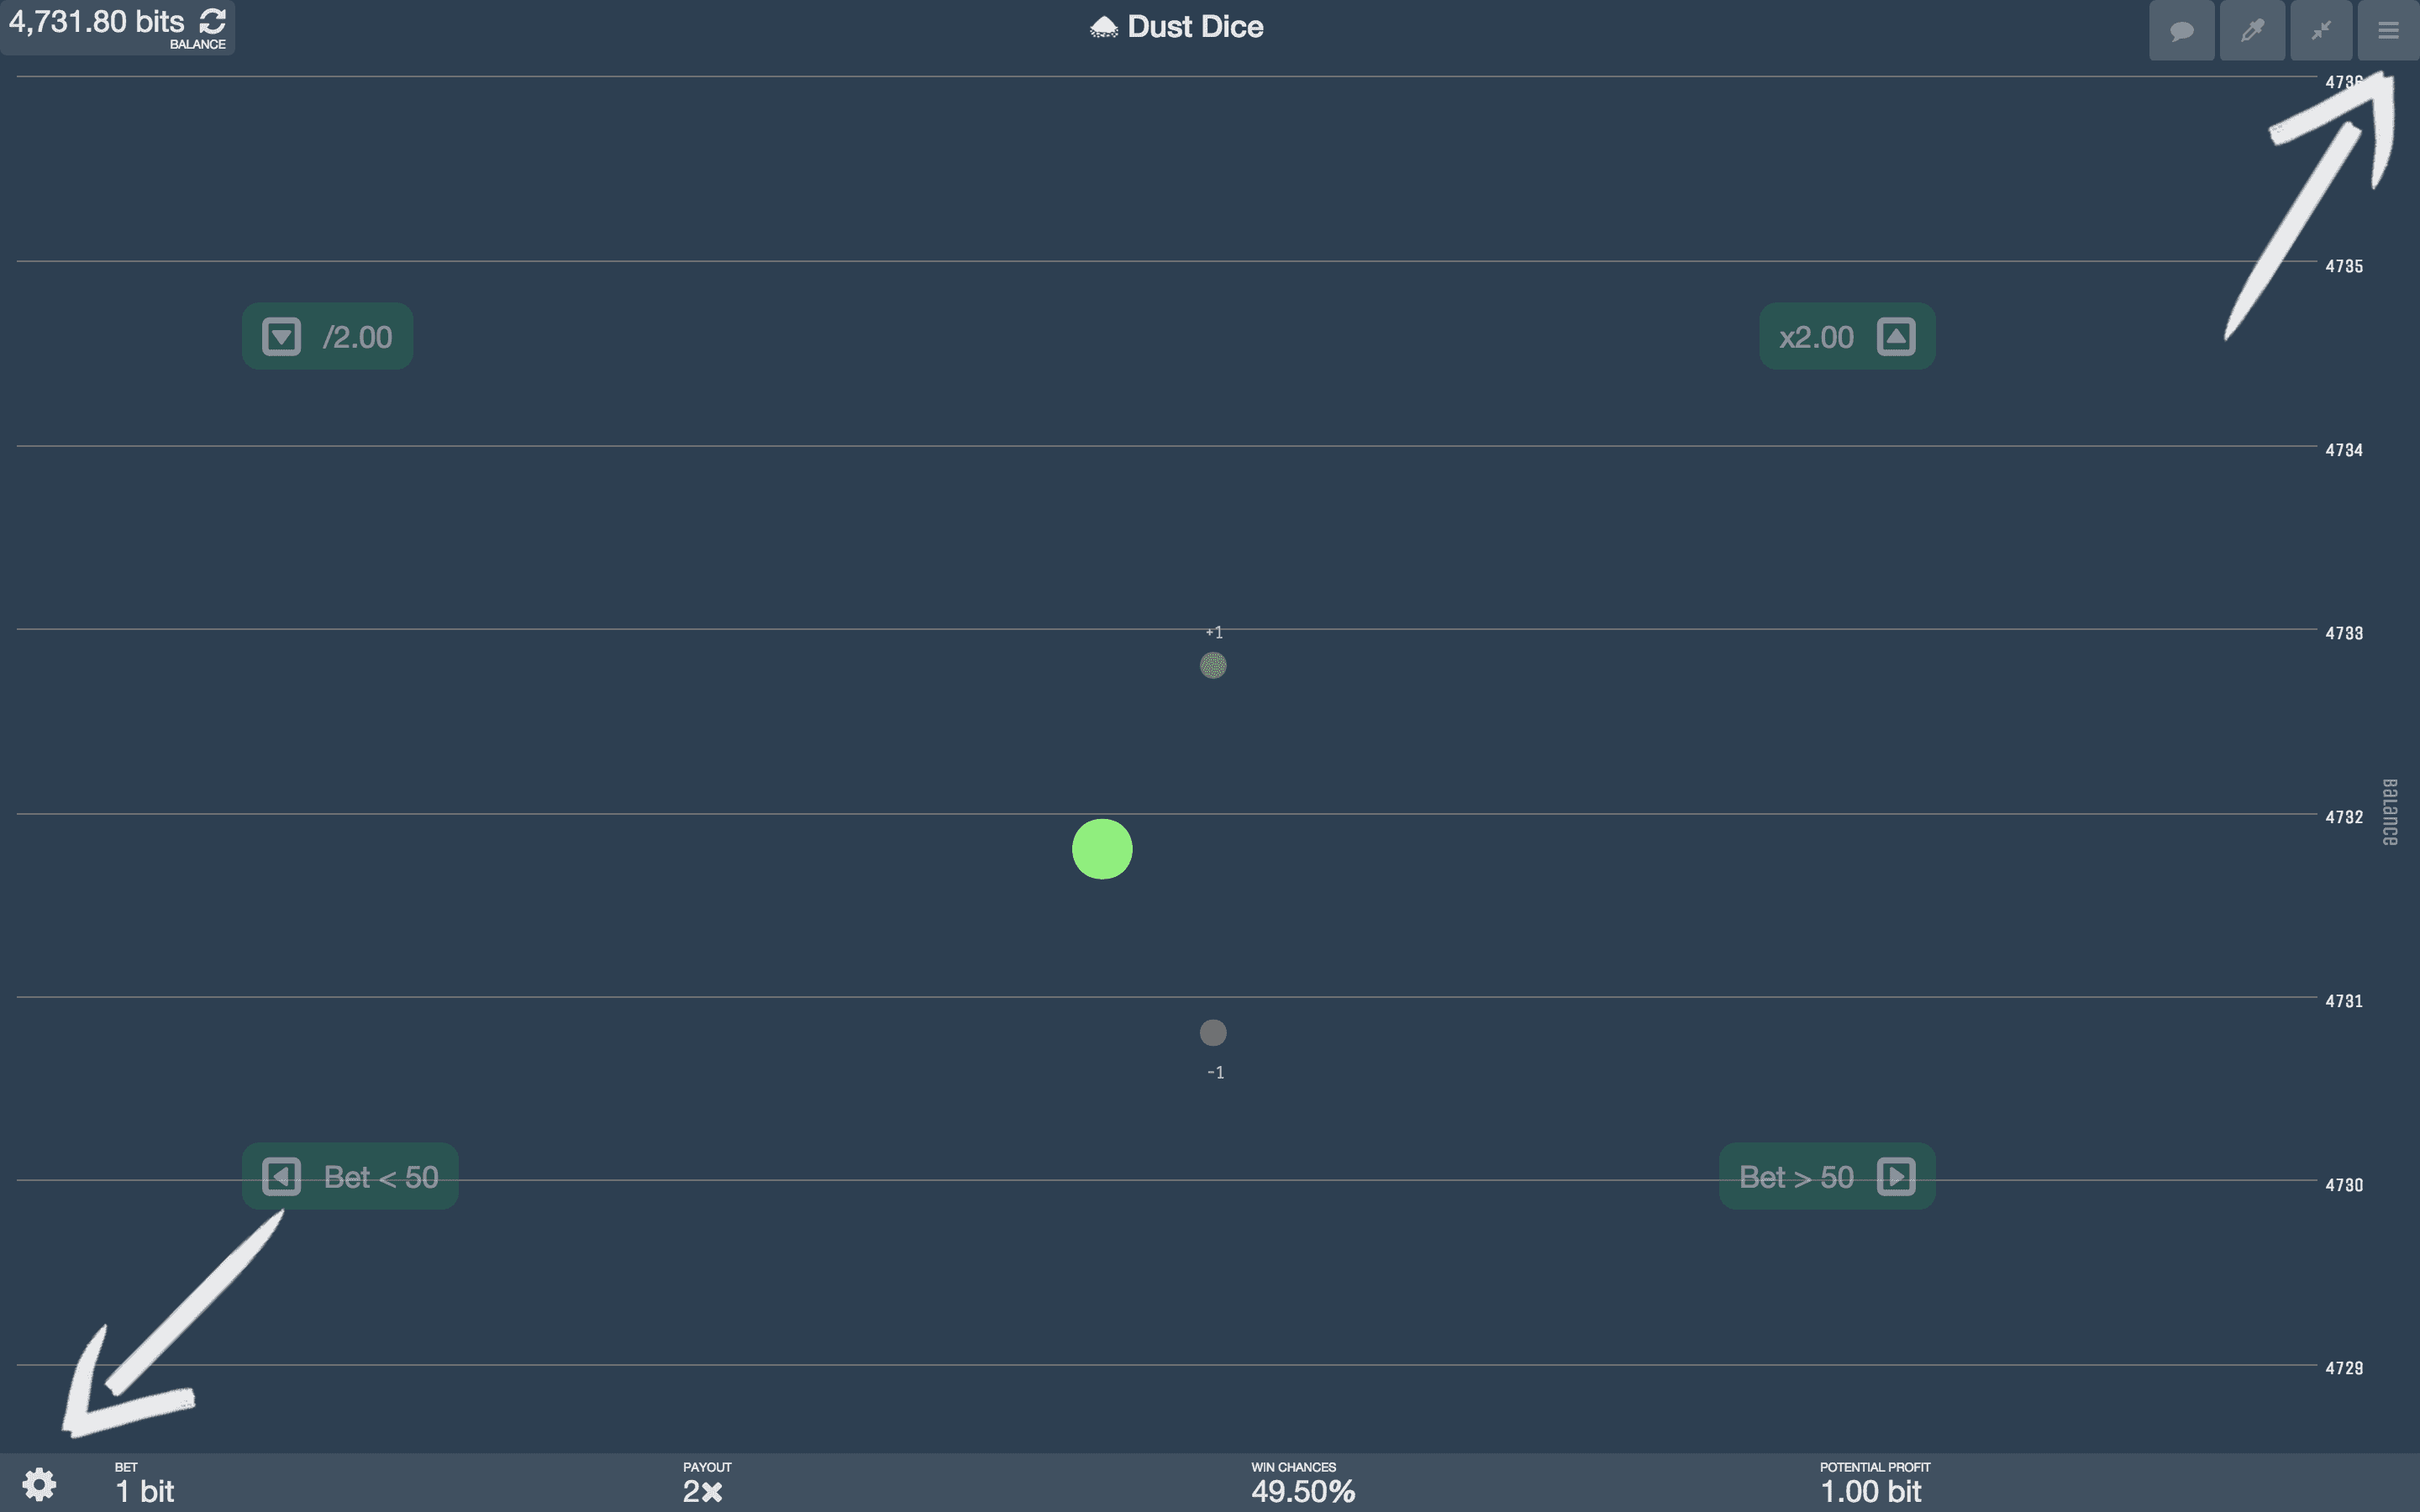 4,731.80 bits
BALANCE
Dust Dice
4736
4735
/2.00
x2.00
4734
+1
4733
4732
Balance
4731
-1
Bet < 50
Bet > 50
4730
4729
BET
1 bit
PAYOUT
2×
WIN CHANCES
49.50%
POTENTIAL PROFIT
1.00 bit